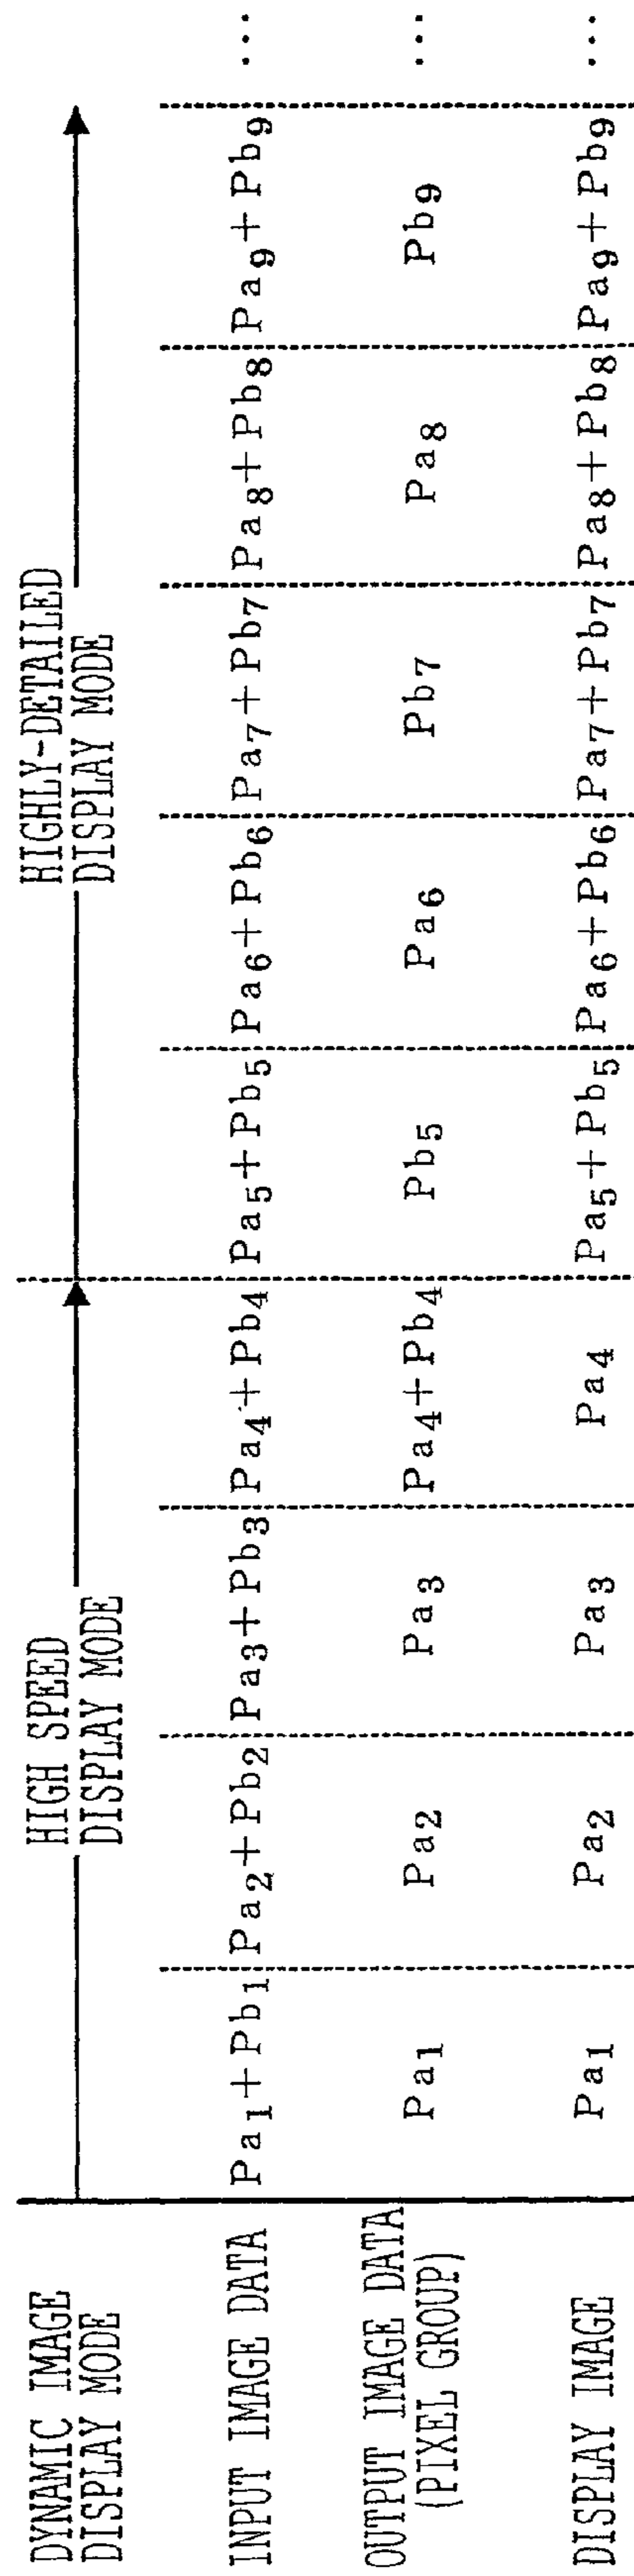 DYNAMIC IMAGE
DISPLAY MODE
HIGH SPEED
DISPLAY MODE
HIGHLY-DETAILED
DISPLAY MODE
INPUT IMAGE DATA Pa1+Pb1 Pa2+Pb2 Pa3+Pb3 Pa4+Pb4 Pa5+Pb5 Pa6+Pb6 Pa7+Pb7 Pa8+Pb8 Pa9+Pb9 ...
OUTPUT IMAGE DATA
(PIXEL GROUP) Pa1 Pa2 Pa3 Pa4+Pb4 Pb5 Pa6 Pb7 Pa8 Pb9 ...
DISPLAY IMAGE Pa1 Pa2 Pa3 Pa4 Pa5+Pb5 Pa6+Pb6 Pa7+Pb7 Pa8+Pb8 Pa9+Pb9 ...